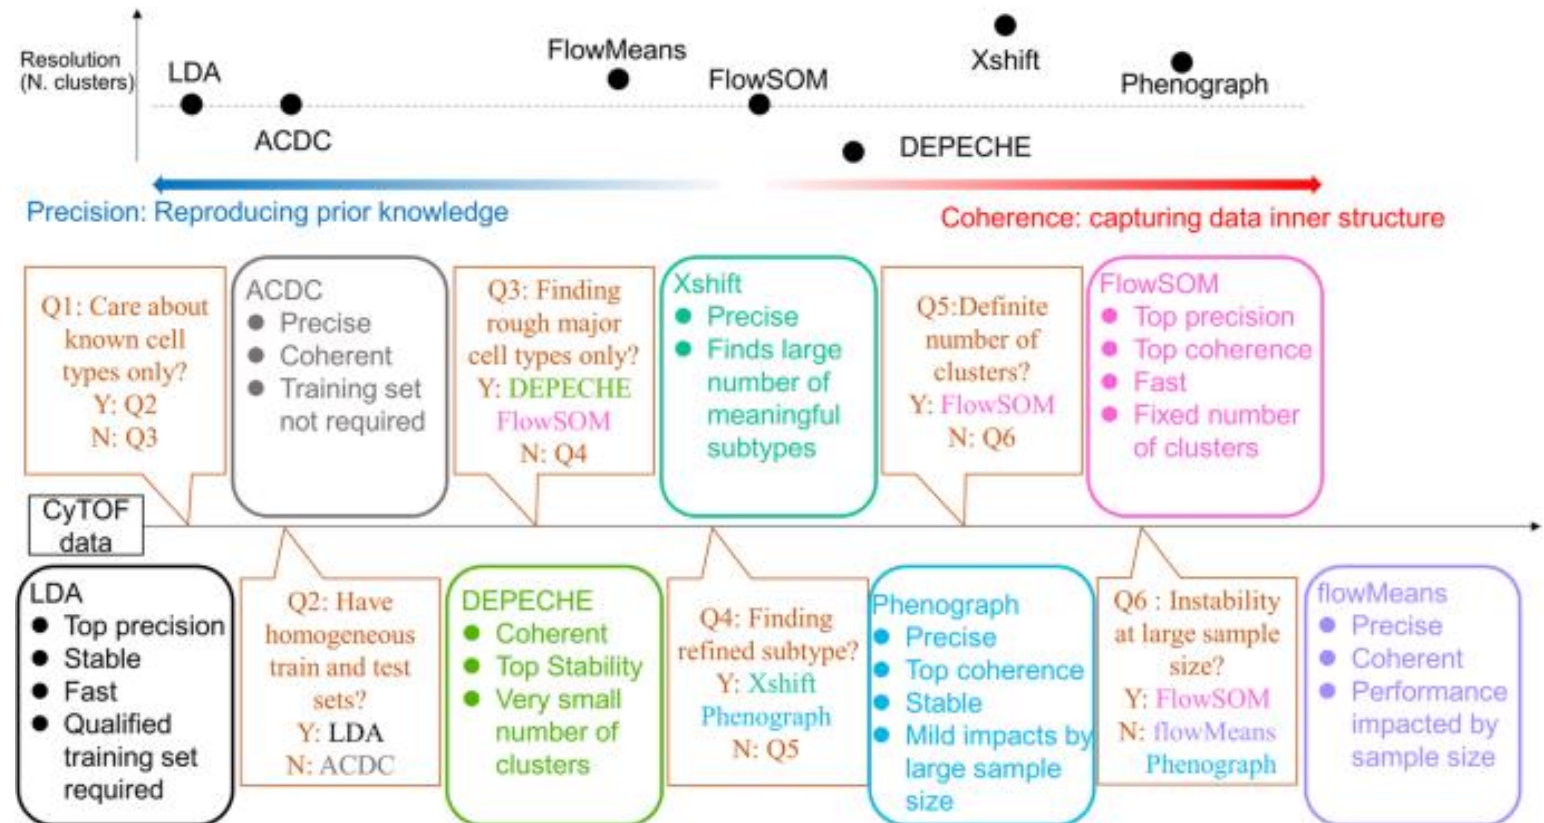 Resolution
(N. clusters)
LDA
ACDC
FlowMeans
FlowSOM
DEPECHE
Xshift
Phenograph
Precision: Reproducing prior knowledge
Coherence: capturing data inner structure
Q1: Care about
known cell
types only?
Y: Q2
N: Q3
ACDC
● Precise
● Coherent
● Training set
not required
Q3: Finding
rough major
cell types only?
Y: DEPECHE
FlowSOM
N: Q4
Xshift
● Precise
● Finds large
number of
meaningful
subtypes
Q5:Definite
number of
clusters?
Y: FlowSOM
N: Q6
FlowSOM
● Top precision
● Top coherence
● Fast
● Fixed number
of clusters
CyTOF
data
LDA
● Top precision
● Stable
● Fast
● Qualified
training set
required
Q2: Have
homogeneous
train and test
sets?
Y: LDA
N: ACDC
DEPECHE
● Coherent
● Top Stability
● Very small
number of
clusters
Q4: Finding
refined subtype?
Y: Xshift
Phenograph
N: Q5
Phenograph
● Precise
● Top coherence
● Stable
● Mild impacts by
large sample
size
Q6 : Instability
at large sample
size?
Y: FlowSOM
N: flowMeans
Phenograph
flowMeans
● Precise
● Coherent
● Performance
impacted by
sample size